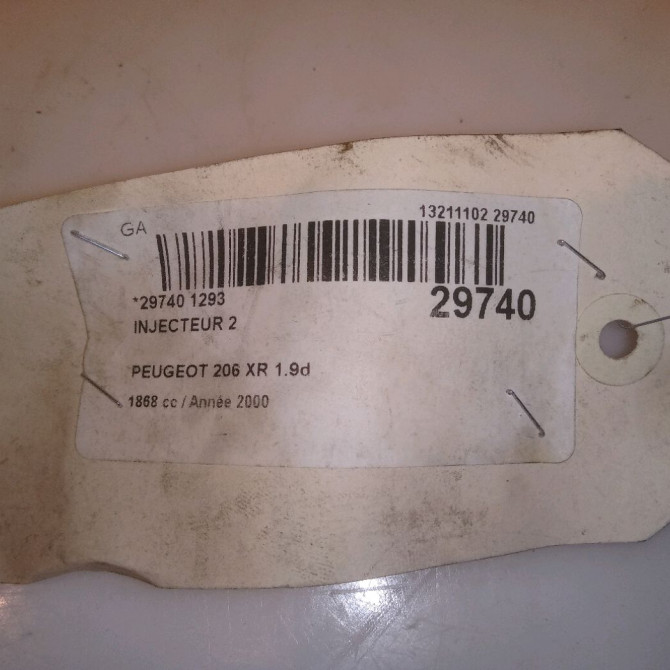 GA
13211102 29740
*29740 1293
29740
INJECTEUR 2
PEUGEOT 206 XR 1.9d
1868 cc / Année 2000